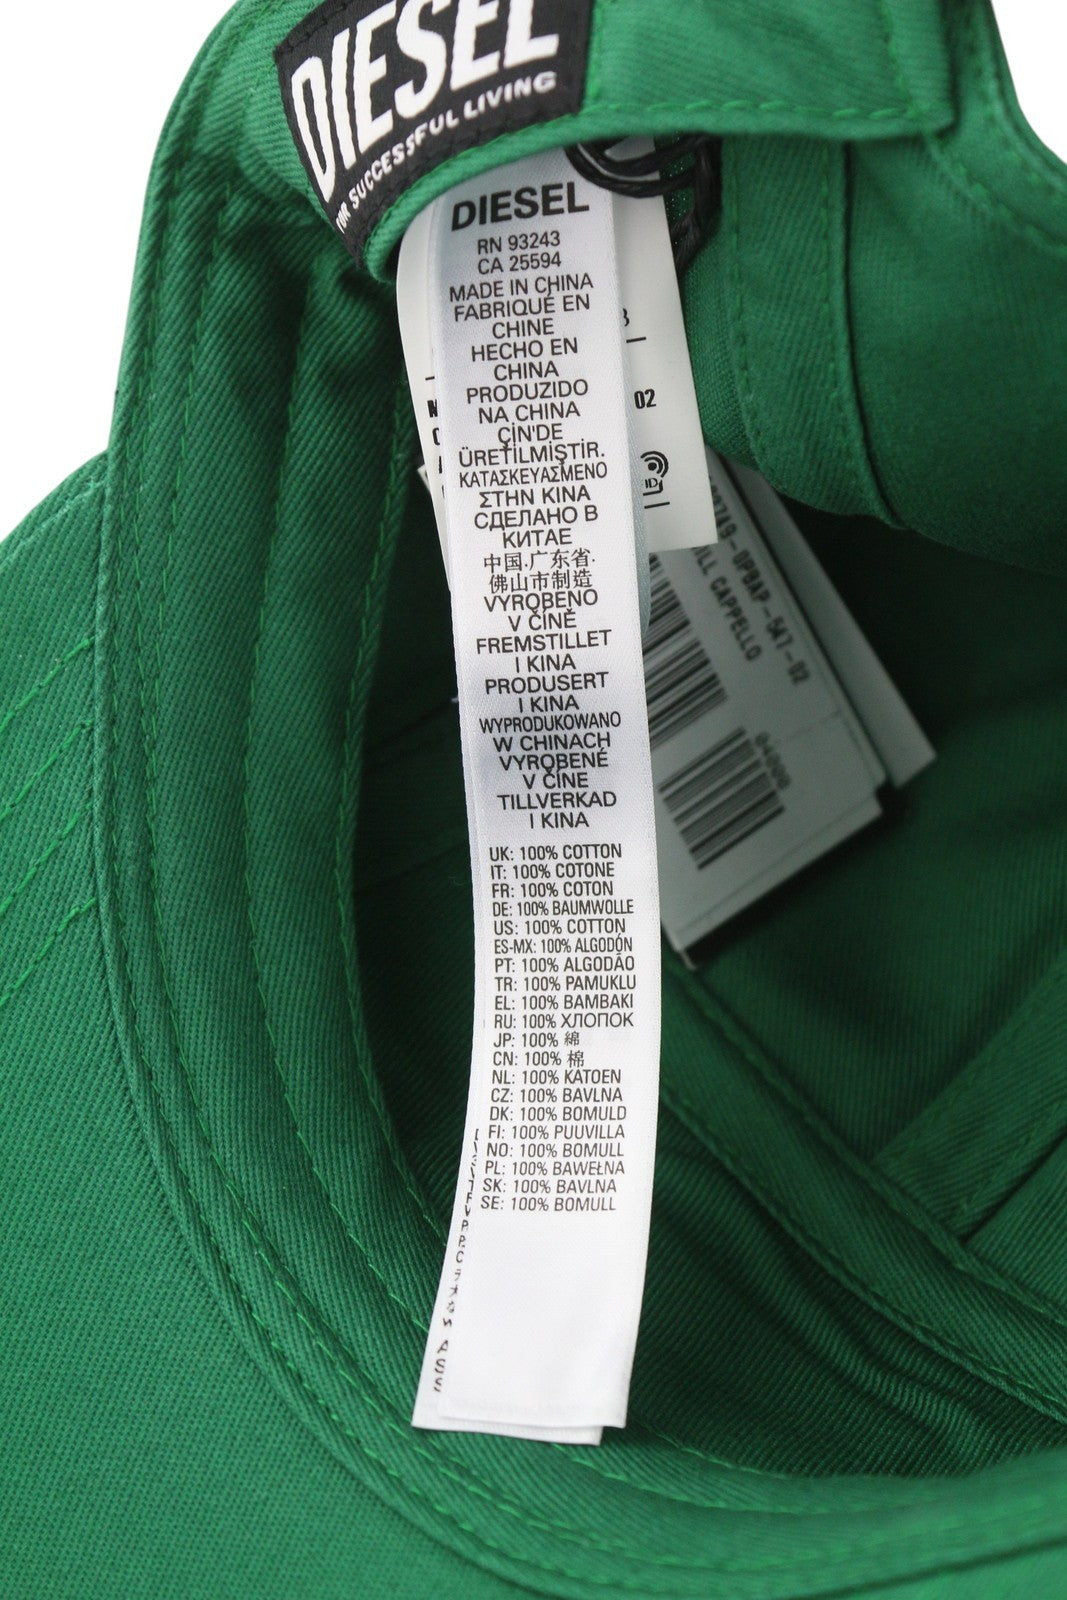 DIESEL
FOR SUCCESSFUL LIVING
DIESEL
RN 93243
CA 25594
MADE IN CHINA
FABRIQUÉ EN
CHINE
HECHO EN
CHINA
PRODUZIDO
NA CHINA
ÇİN'DE
ÜRETİLMİŞTİR.
ΚΑΤΑΣΚΕΥΑΣΜΕΝΟ
ΣΤΗΝ ΚΙΝΑ
СДЕЛАНО В
КИТАЕ
中国.广东省.
佛山市制造
VYROBENO
V ČÍNĚ
FREMSTILLET
I KINA
PRODUSERT
I KINA
WYPRODUKOWANO
W CHINACH
VYROBENÉ
V ČÍNE
TILLVERKAD
I KINA
UK: 100% COTTON
IT: 100% COTONE
FR: 100% COTON
DE: 100% BAUMWOLLE
US: 100% COTTON
ES-MX: 100% ALGODÓN
PT: 100% ALGODÃO
TR: 100% PAMUKLU
EL: 100% BAMBAKI
RU: 100% ХЛОПОК
JP: 100% 綿
CN: 100% 棉
NL: 100% KATOEN
CZ: 100% BAVLNA
DK: 100% BOMULD
FI: 100% PUUVILLA
NO: 100% BOMULL
PL: 100% BAWEŁNA
SK: 100% BAVLNA
SE: 100% BOMULL
02
ID
-0PBAP-5A7-02
CAPPELLO